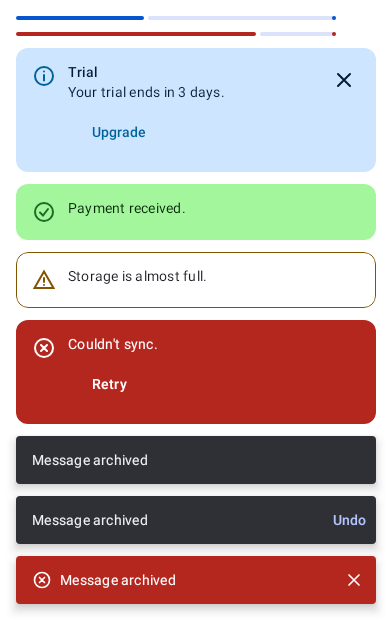 Trial
Your trial ends in 3 days.
Upgrade
Payment received.
Storage is almost full.
Couldn't sync.
Retry
Message archived
Message archived
Undo
Message archived